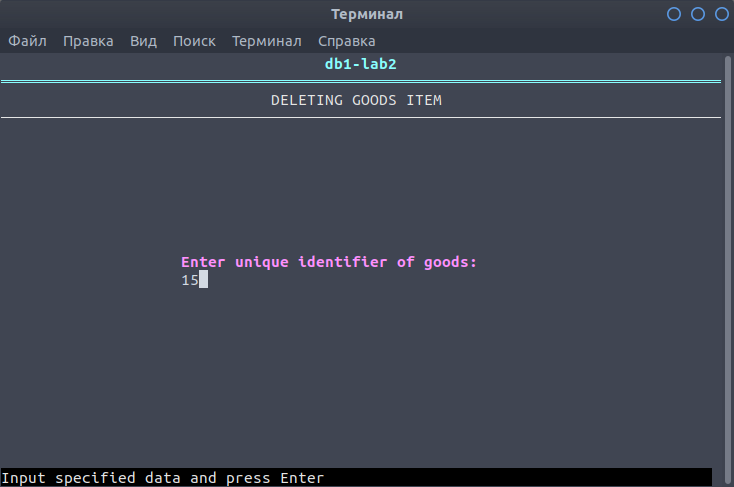 Терминал
Файл Правка Вид Поиск Терминал Справка
db1-lab2
DELETING GOODS ITEM
Enter unique identifier of goods:
15
Input specified data and press Enter